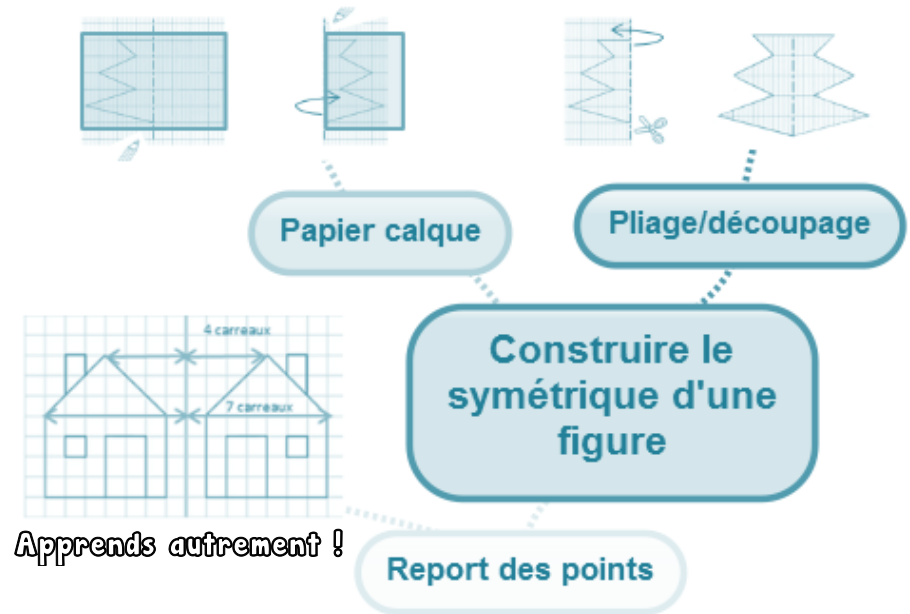 Papier calque
Pliage/découpage
Construire le
symétrique d'une
figure
4 carreaux
7 carreaux
Apprends autrement !
Report des points